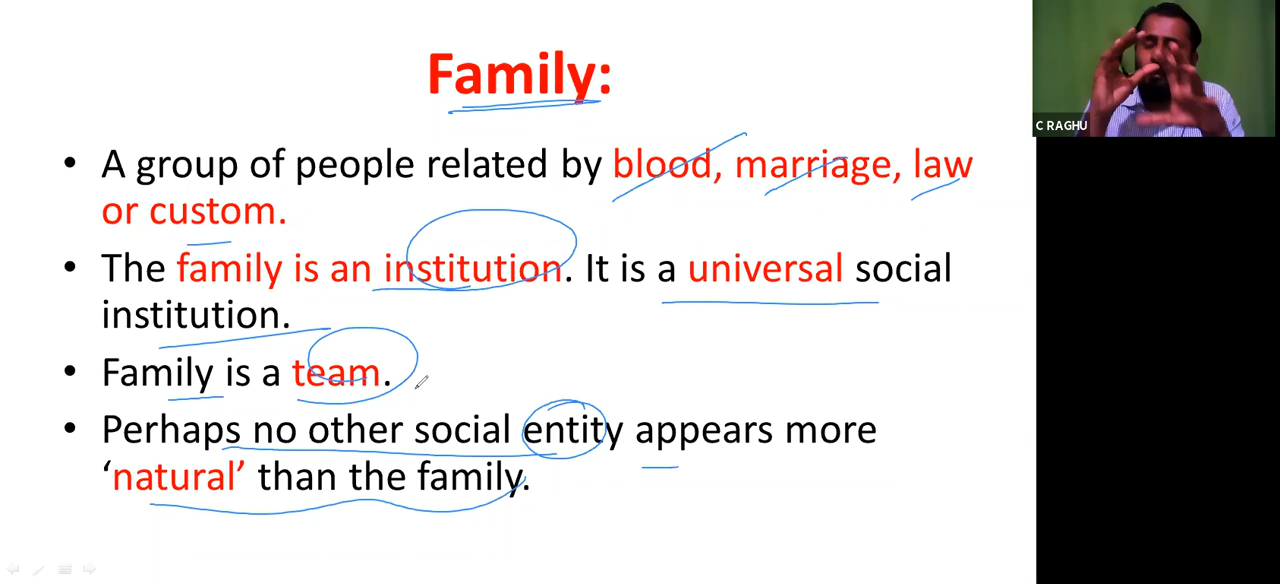 Family:
C RAGHU
• A group of people related by blood, marriage, law
or custom.
• The family is an institution. It is a universal social
institution.
• Family is a team.
• Perhaps no other social entity appears more
‘natural’ than the family.